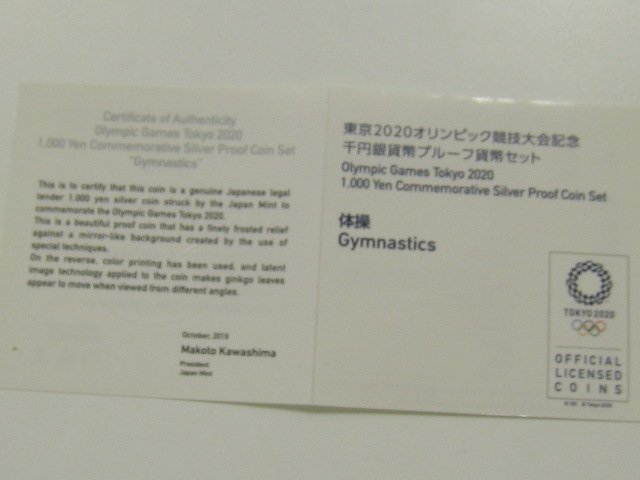 Certificate of Authenticity
Olympic Games Tokyo 2020
1,000 Yen Commemorative Silver Proof Coin Set
"Gymnastics"
This is to certify that this coin is a genuine Japanese legal
tender 1,000 yen silver coin struck by the Japan Mint to
commemorate the Olympic Games Tokyo 2020.
This is a beautiful proof coin that has a finely frosted relief
against a mirror-like background created by the use of
special techniques.
On the reverse, color printing has been used, and latent
image technology applied to the coin makes ginkgo leaves
appear to move when viewed from different angles.
October, 2019
Makoto Kawashima
President
Japan Mint
東京2020オリンピック競技大会記念
千円銀貨幣プルーフ貨幣セット
Olympic Games Tokyo 2020
1,000 Yen Commemorative Silver Proof Coin Set
体操
Gymnastics
TOKYO 2020
OFFICIAL
LICENSED
COINS